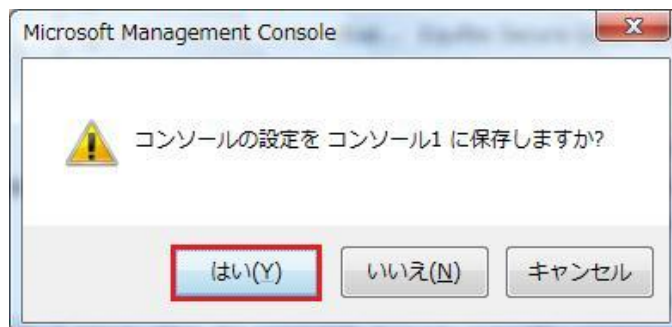 Microsoft Management Console
コンソールの設定を コンソール1 に保存しますか?
はい(Y)
いいえ(N)
キャンセル